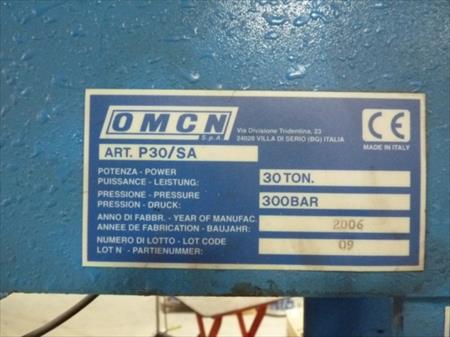 OMCN
S.p.A.
Via Divisione Tridentina, 23
24020 VILLA DI SERIO (BG) ITALIA
CE
MADE IN ITALY
ART. P30/SA
POTENZA - POWER
PUISSANCE - LEISTUNG:
30 TON.
PRESSIONE - PRESSURE
PRESSION - DRUCK:
300BAR
ANNO DI FABBR. - YEAR OF MANUFAC.
ANNEE DE FABRICATION - BAUJAHR:
2006
NUMERO DI LOTTO - LOT CODE
LOT N - PARTIENUMMER:
09